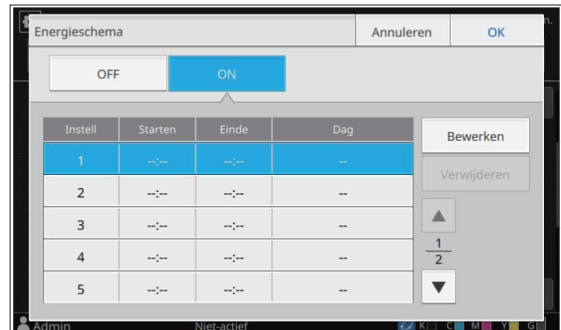 n.
Energieschema Annuleren OK
OFF ON
Instell Starten Einde Dag Bewerken
1 --:-- --:-- -- Verwijderen
2 --:-- --:-- --
3 --:-- --:-- --
1
4 --:-- --:-- --
2
5 --:-- --:-- --
Admin Niet-actief K C M Y G